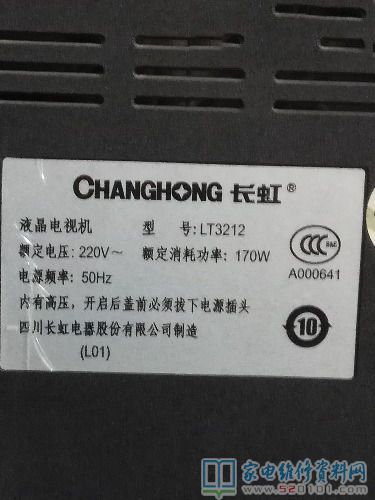 CHANGHONG 长虹®
液晶电视机 型 号:LT3212
额定电压:220V~ 额定消耗功率:170W
电源频率:50Hz
CCC S&E
A000641
内有高压，开启后盖前必须拔下电源插头
四川长虹电器股份有限公司制造
(L01)
10
家电维修资料网
www.520101.com